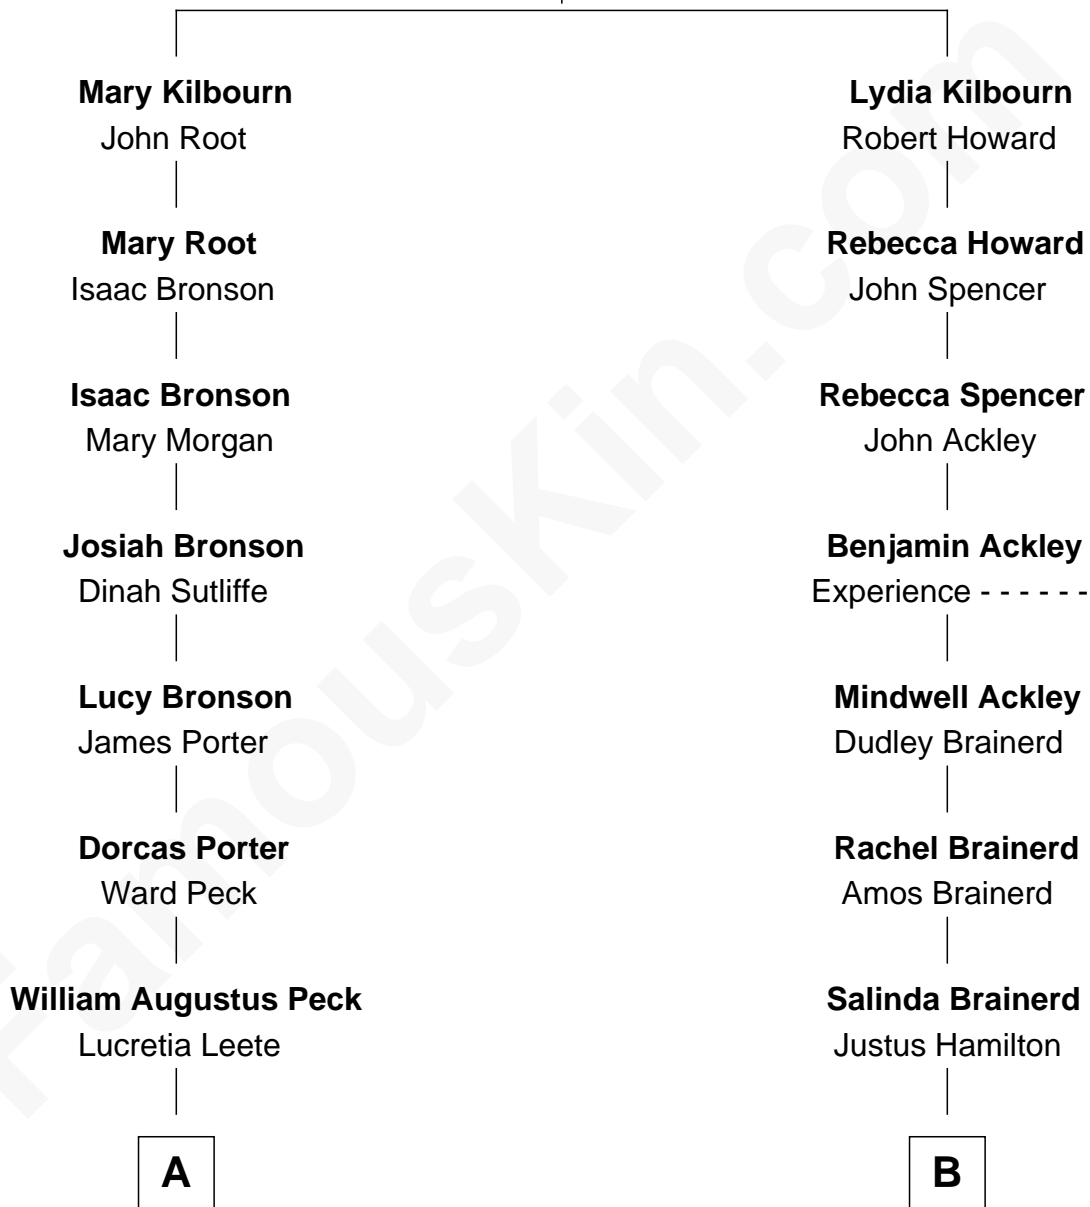 Mary Kilbourn
John Root
Lydia Kilbourn
Robert Howard
Mary Root
Isaac Bronson
Rebecca Howard
John Spencer
Isaac Bronson
Mary Morgan
Rebecca Spencer
John Ackley
Josiah Bronson
Dinah Sutliffe
Benjamin Ackley
Experience - - - - - -
Lucy Bronson
James Porter
Mindwell Ackley
Dudley Brainerd
Dorcas Porter
Ward Peck
Rachel Brainerd
Amos Brainerd
William Augustus Peck
Lucretia Leete
Salinda Brainerd
Justus Hamilton
A
B
FamousKin.com